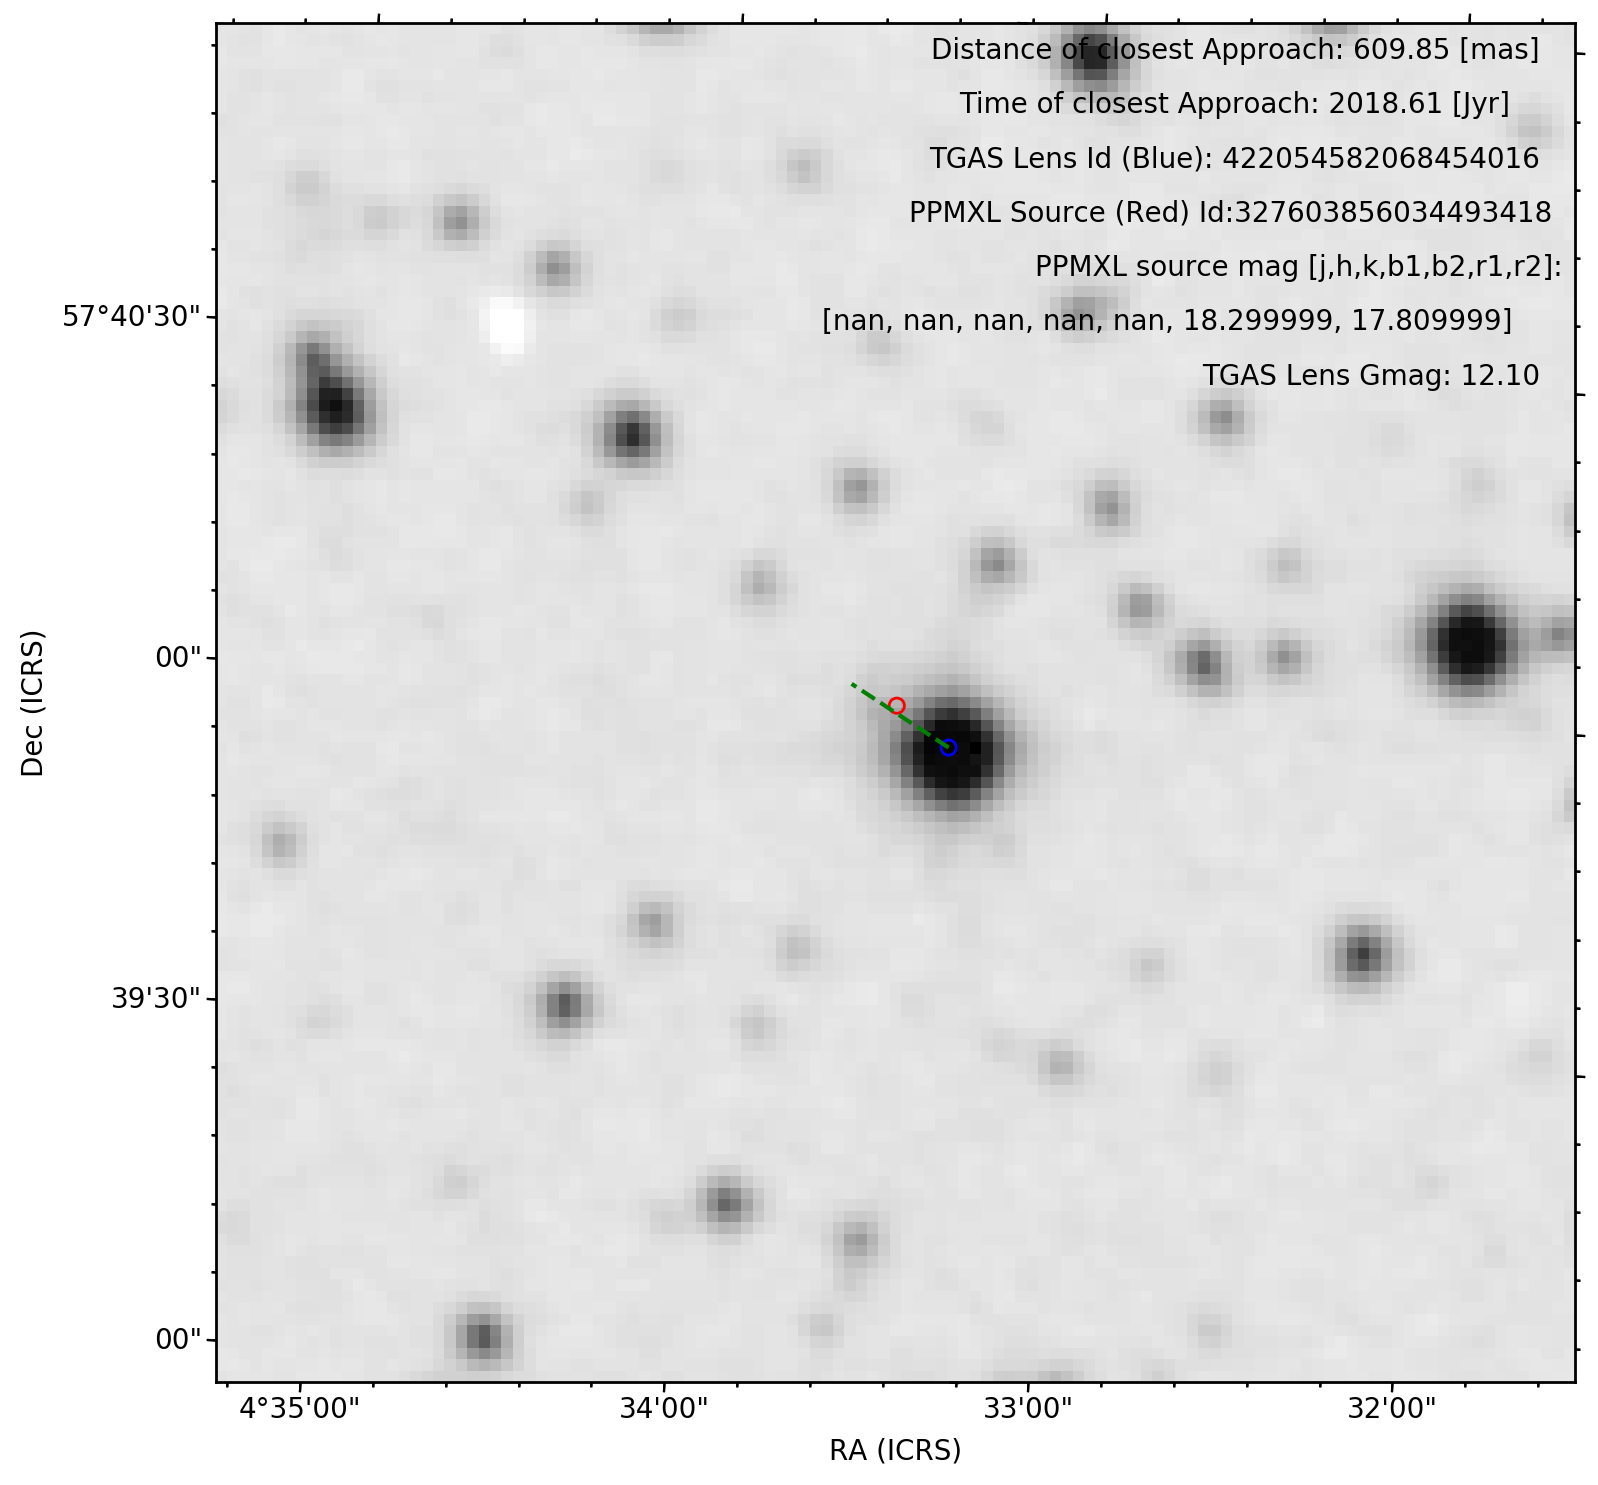 Distance of closest Approach: 609.85 [mas]
Time of closest Approach: 2018.61 [Jyr]
TGAS Lens Id (Blue): 422054582068454016
PPMXL Source (Red) Id:327603856034493418
PPMXL source mag [j,h,k,b1,b2,r1,r2]:
[nan, nan, nan, nan, nan, 18.299999, 17.809999]
TGAS Lens Gmag: 12.10
57°40'30"
00"
39'30"
00"
Dec (ICRS)
4°35'00" 34'00" 33'00" 32'00"
RA (ICRS)